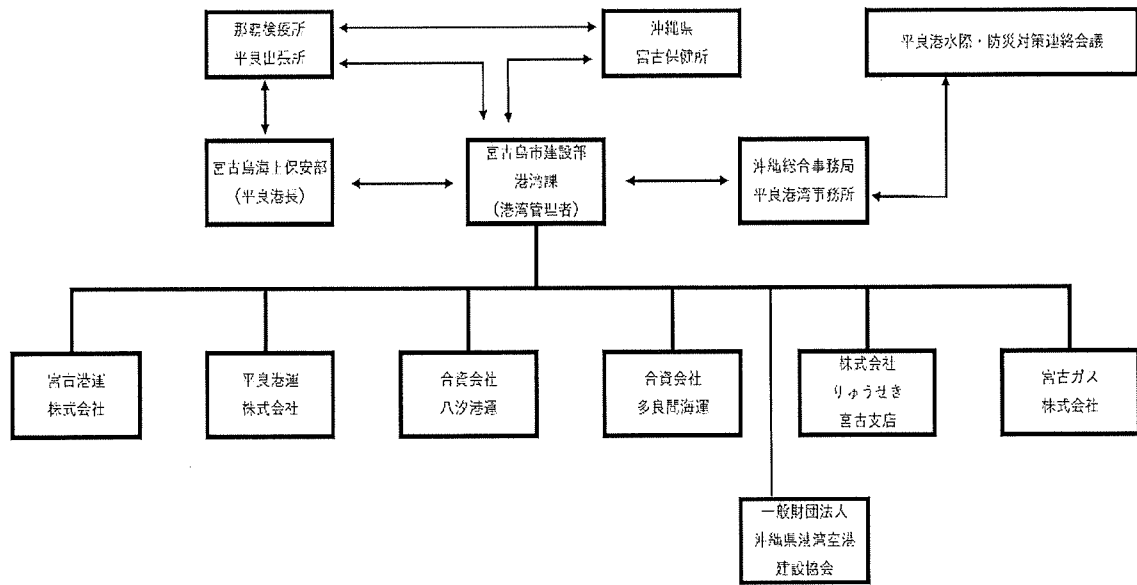 那覇検疫所
平良出張所
沖縄県
宮古保健所
平良港水際・防災対策連絡会議
宮古島海上保安部
(平良港長)
宮古島市建設部
港湾課
(港湾管理者)
沖縄総合事務局
平良港湾事務所
宮古港運
株式会社
平良港運
株式会社
合資会社
八汐港運
合資会社
多良間海運
株式会社
りゅうせき
宮古支店
宮古ガス
株式会社
一般財団法人
沖縄県港湾空港
建設協会